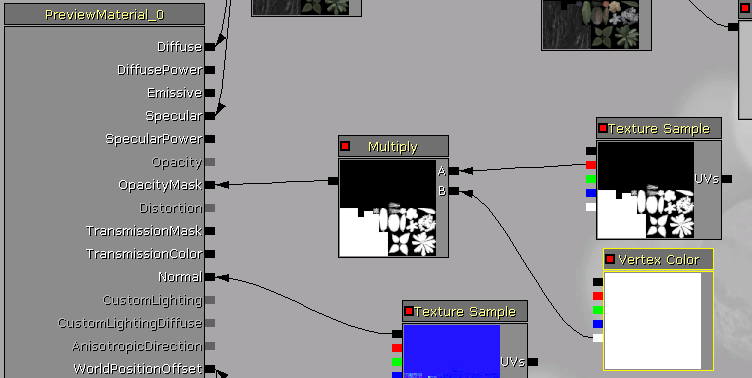 PreviewMaterial_0
Diffuse
DiffusePower
Emissive
Specular
SpecularPower
Opacity
OpacityMask
Distortion
TransmissionMask
TransmissionColor
Normal
CustomLighting
CustomLightingDiffuse
AnisotropicDirection
WorldPositionOffset
Multiply
A
B
Texture Sample
UVs
Vertex Color
Texture Sample
UVs